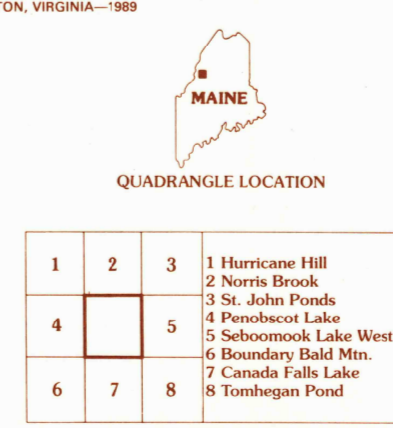 TON, VIRGINIA—1989
MAINE
QUADRANGLE LOCATION
1 2 3
4 5
6 7 8
1 Hurricane Hill
2 Norris Brook
3 St. John Ponds
4 Penobscot Lake
5 Seboomook Lake West
6 Boundary Bald Mtn.
7 Canada Falls Lake
8 Tomhegan Pond